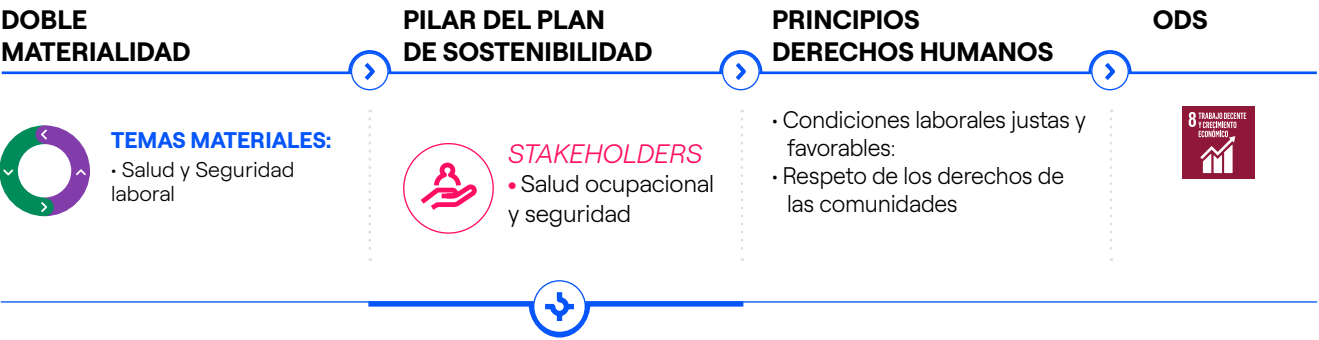 DOBLE
MATERIALIDAD
PILAR DEL PLAN
DE SOSTENIBILIDAD
PRINCIPIOS
DERECHOS HUMANOS
ODS
TEMAS MATERIALES:
· Salud y Seguridad
laboral
STAKEHOLDERS
• Salud ocupacional
y seguridad
· Condiciones laborales justas y
favorables:
· Respeto de los derechos de
las comunidades
8 TRABAJO DECENTE
Y CRECIMIENTO
ECONÓMICO